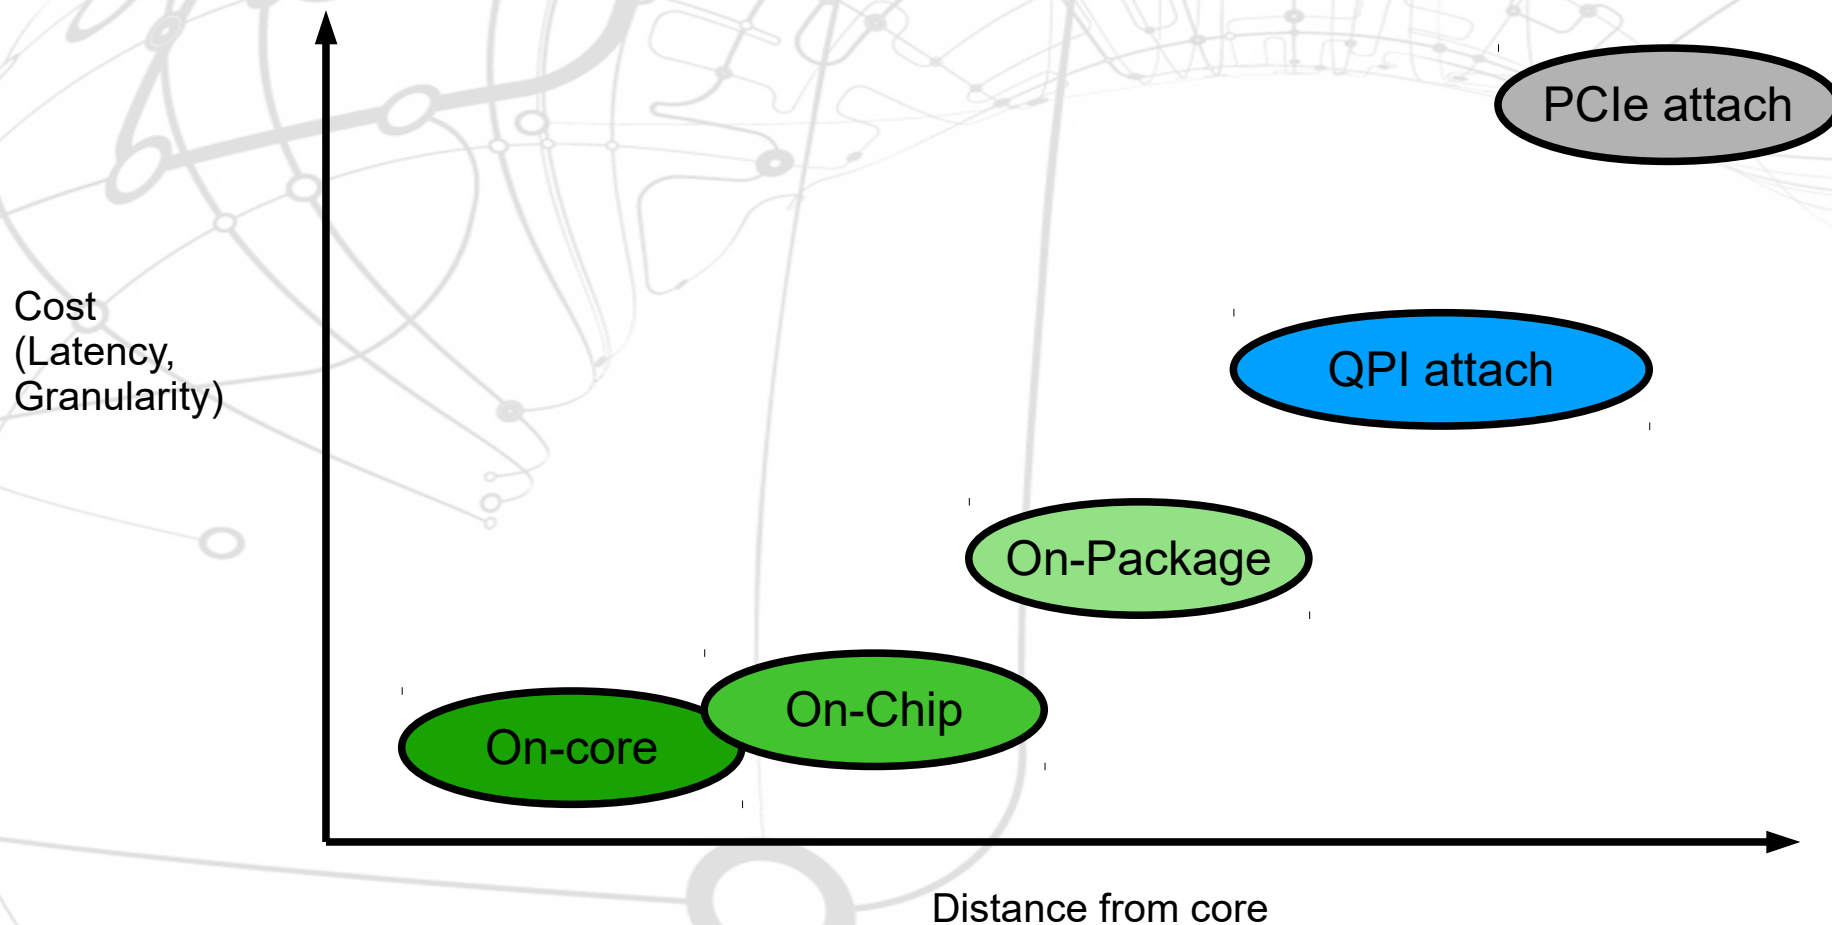 PCIe attach
Cost
(Latency,
Granularity)
QPI attach
On-Package
On-Chip
On-core
Distance from core